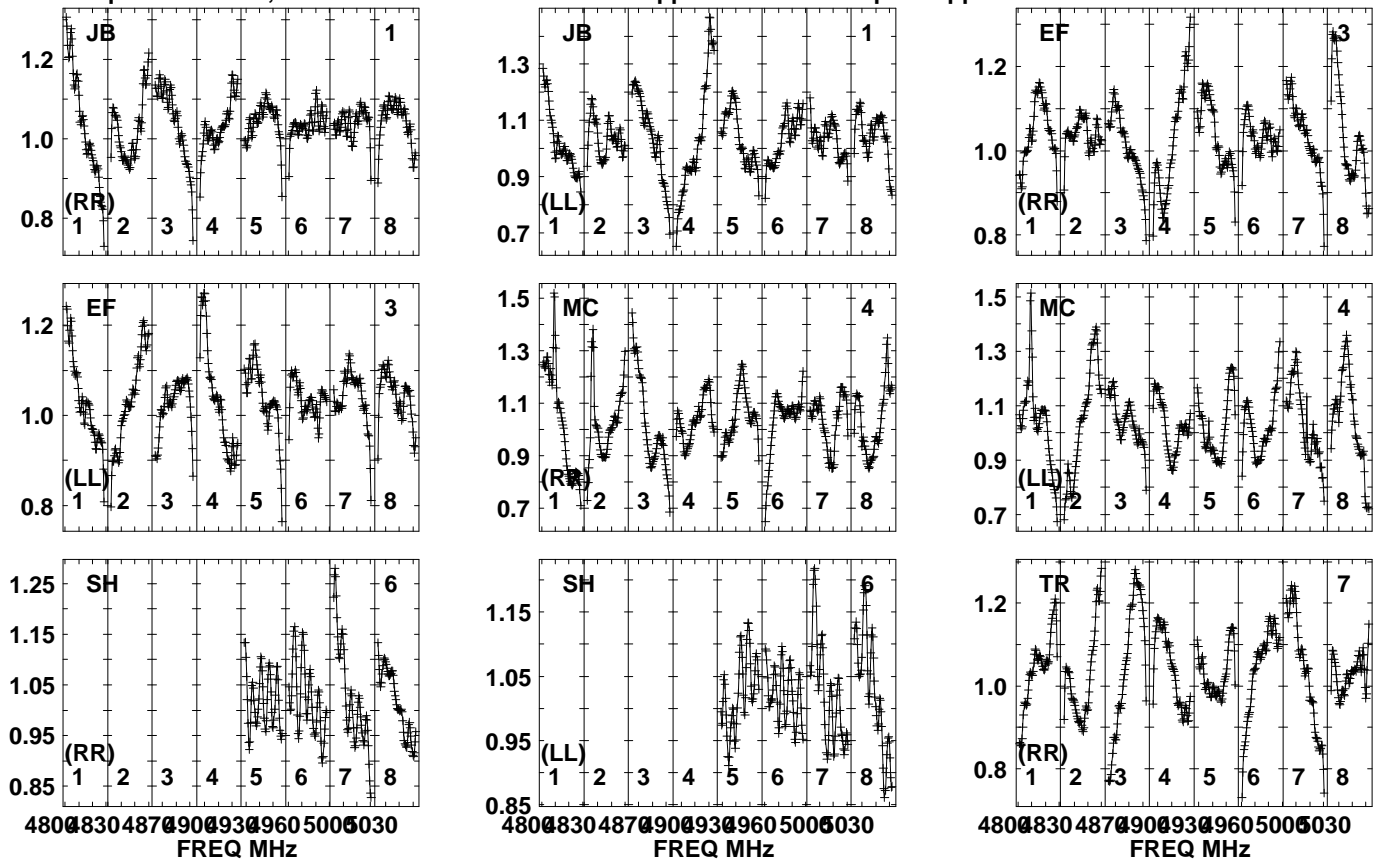 JB 1
1.2
1.0
0.8
(RR)
1 2 3 4 5 6 7 8
JB 1
1.3
1.1
0.9
0.7
(LL)
1 2 3 4 5 6 7 8
EF 3
1.2
1.0
0.8
(RR)
1 2 3 4 5 6 7 8
EF 3
1.2
1.0
0.8
(LL)
1 2 3 4 5 6 7 8
MC 4
1.5
1.3
1.1
0.9
0.7
(RR)
1 2 3 4 5 6 7 8
MC 4
1.5
1.3
1.1
0.9
0.7
(LL)
1 2 3 4 5 6 7 8
SH 6
1.25
1.15
1.05
0.95
0.85
(RR)
1 2 3 4 5 6 7 8
4800 4830 4870 4900 4930 4960 5000 5030
FREQ MHz
SH 6
1.15
1.05
0.95
0.85
(LL)
1 2 3 4 5 6 7 8
4800 4830 4870 4900 4930 4960 5000 5030
FREQ MHz
TR 7
1.2
1.0
0.8
(RR)
1 2 3 4 5 6 7 8
4800 4830 4870 4900 4930 4960 5000 5030
FREQ MHz